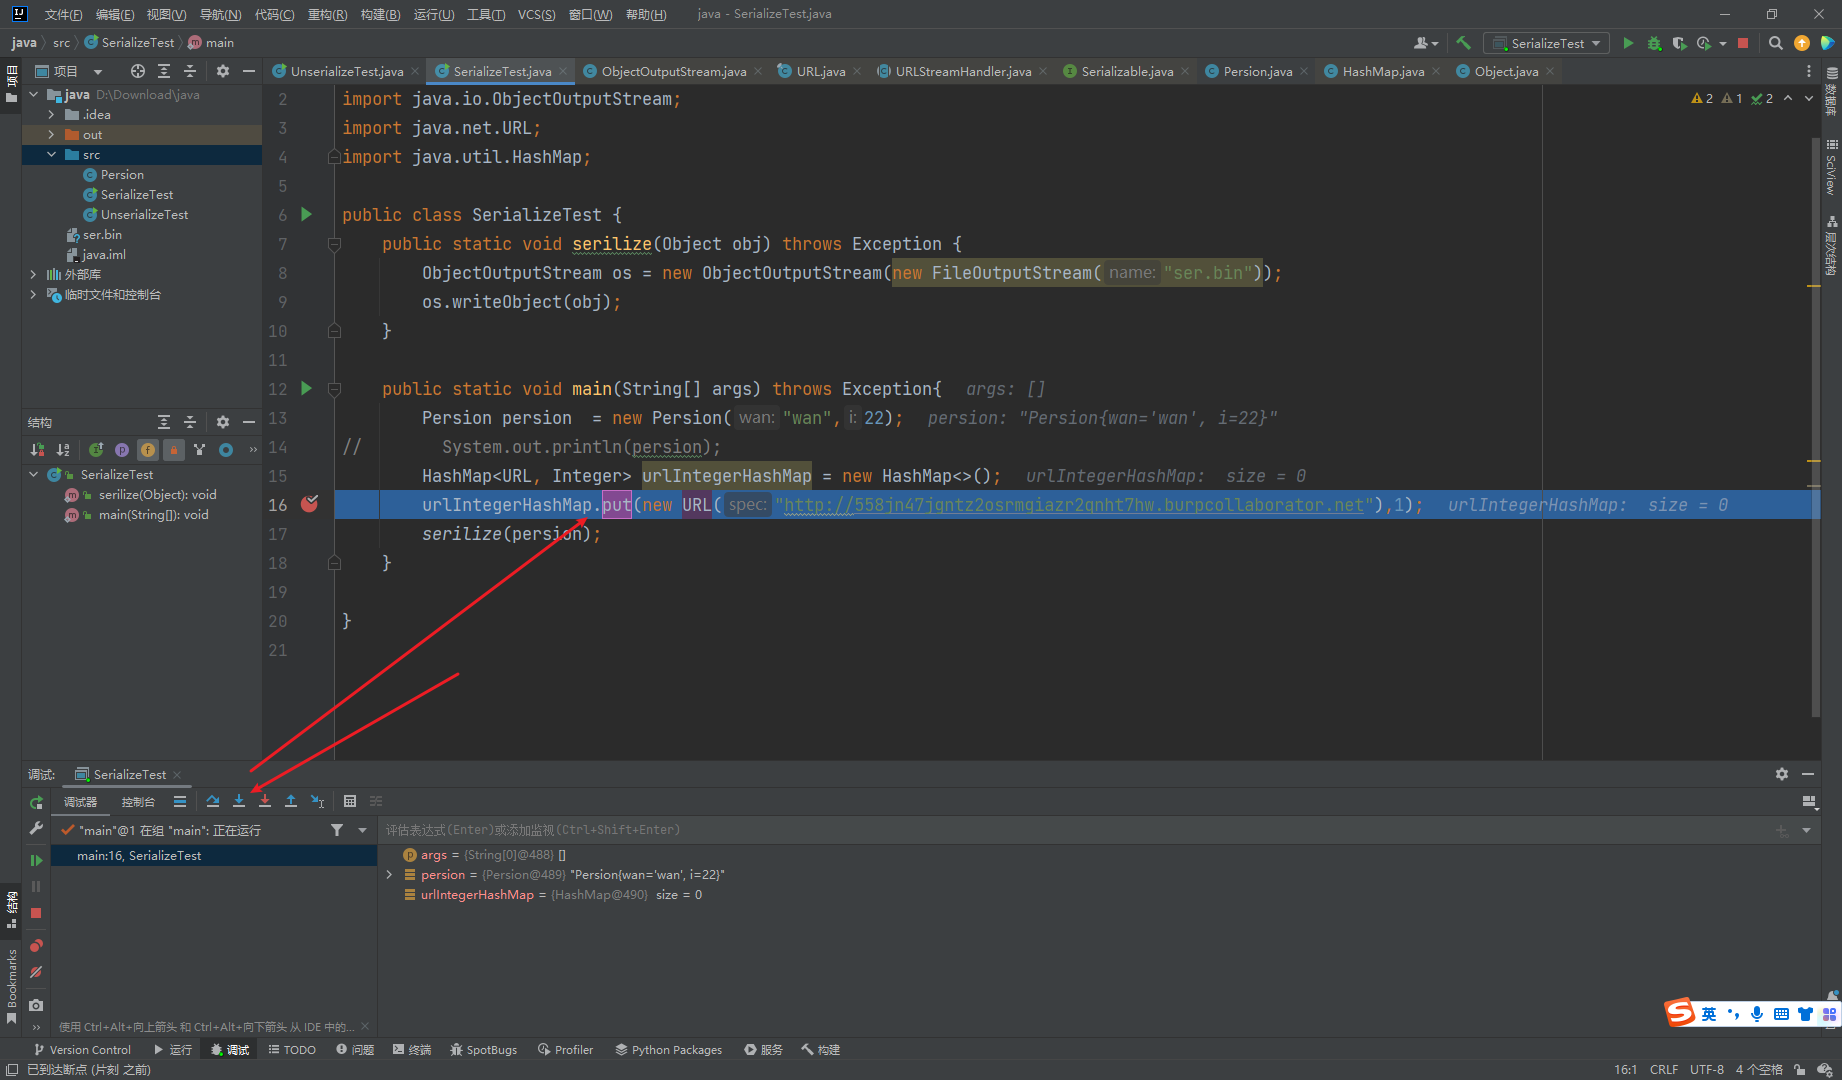 文件(F) 编辑(E) 视图(V) 导航(N) 代码(C) 重构(R) 构建(B) 运行(U) 工具(T) VCS(S) 窗口(W) 帮助(H) java - SerializeTest.java
java src SerializeTest main SerializeTest
项目 项目
UnserializeTest.java SerializeTest.java ObjectOutputStream.java URL.java URLStreamHandler.java Serializable.java Persion.java HashMap.java Object.java
java D:\Download\java
.idea
out
src
Persion
SerializeTest
UnserializeTest
ser.bin
java.iml
外部库
临时文件和控制台
2 import java.io.ObjectOutputStream;
3 import java.net.URL;
4 import java.util.HashMap;
5
6 public class SerializeTest {
7 public static void serilize(Object obj) throws Exception {
8 ObjectOutputStream os = new ObjectOutputStream(new FileOutputStream( name: "ser.bin"));
9 os.writeObject(obj);
10 }
11
12 public static void main(String[] args) throws Exception{ args: []
13 Persion persion = new Persion( wan: "wan", i: 22); persion: "Persion{wan='wan', i=22}"
14 // System.out.println(persion);
15 HashMap<URL, Integer> urlIntegerHashMap = new HashMap<>(); urlIntegerHashMap: size = 0
16 urlIntegerHashMap.put(new URL( spec: "http://558jn47jqntz2osrmgiazr2qnht7hw.burpcollaborator.net"),1); urlIntegerHashMap: size = 0
17 serilize(persion);
18 }
19
20 }
21
2 1 2
数据库
SciView
层次结构
结构
SerializeTest
serilize(Object): void
main(String[]): void
调试: SerializeTest
调试器 控制台
"main"@1 在组 "main": 正在运行
main:16, SerializeTest
评估表达式(Enter)或添加监视(Ctrl+Shift+Enter)
args = {String[0]@488} []
persion = {Persion@489} "Persion{wan='wan', i=22}"
urlIntegerHashMap = {HashMap@490} size = 0
结构
Bookmarks
使用 Ctrl+Alt+向上箭头 和 Ctrl+Alt+向下箭头 从 IDE 中的...
S 英
Version Control 运行 调试 TODO 问题 终端 SpotBugs Profiler Python Packages 服务 构建
已到达断点 (片刻 之前) 16:1 CRLF UTF-8 4 个空格